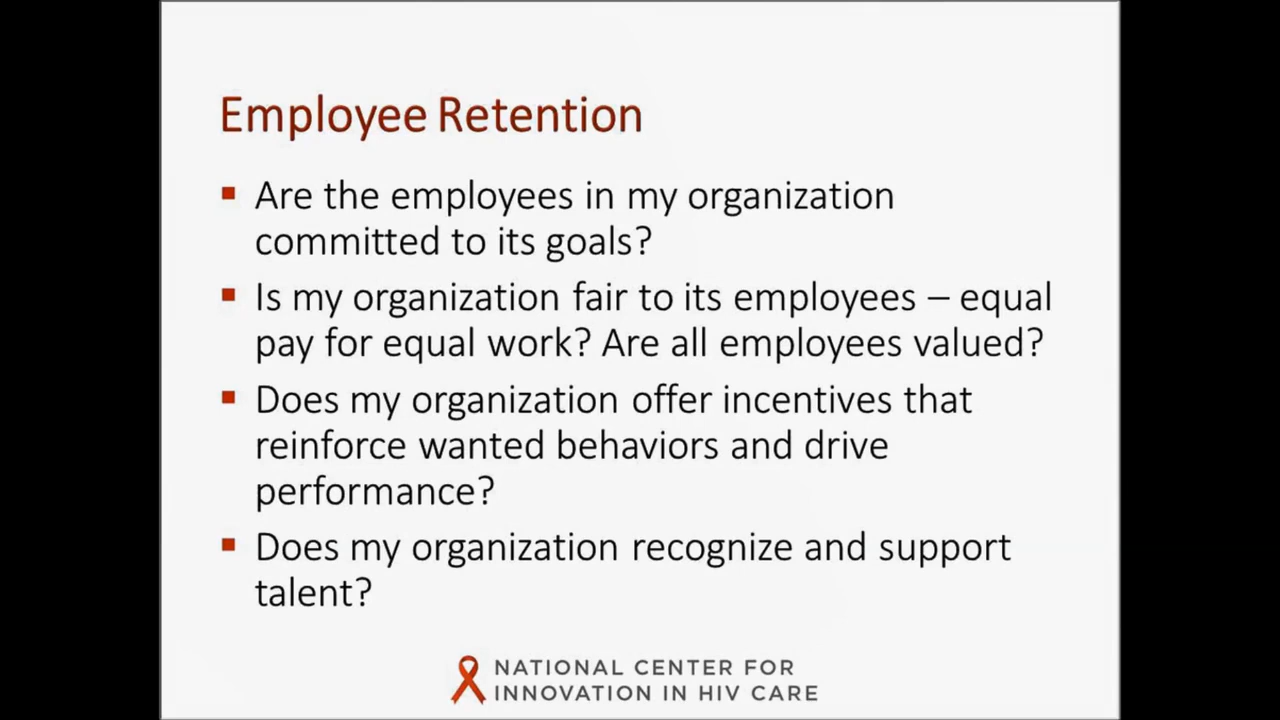 Employee Retention
Are the employees in my organization
committed to its goals?
Is my organization fair to its employees – equal
pay for equal work? Are all employees valued?
Does my organization offer incentives that
reinforce wanted behaviors and drive
performance?
Does my organization recognize and support
talent?
NATIONAL CENTER FOR
INNOVATION IN HIV CARE